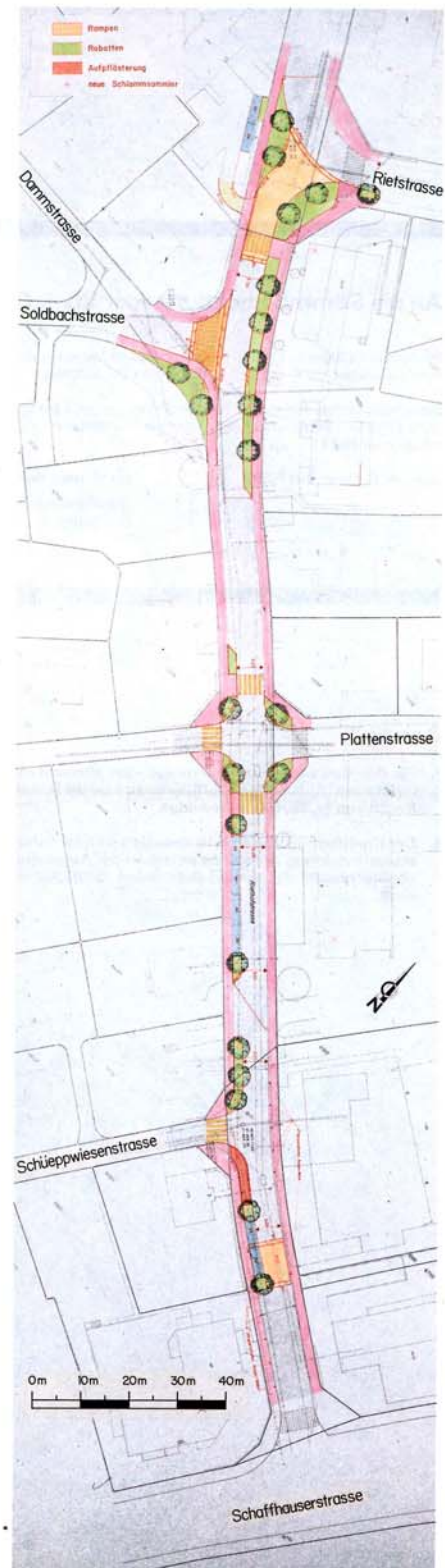 Rampen
Rabatten
Aufpflästerung
neue Schlammsammler
Rietstrasse
Dammstrasse
Soldbachstrasse
Plattenstrasse
N
Schüeppwiesenstrasse
0m 10m 20m 30m 40m
Schaffhauserstrasse